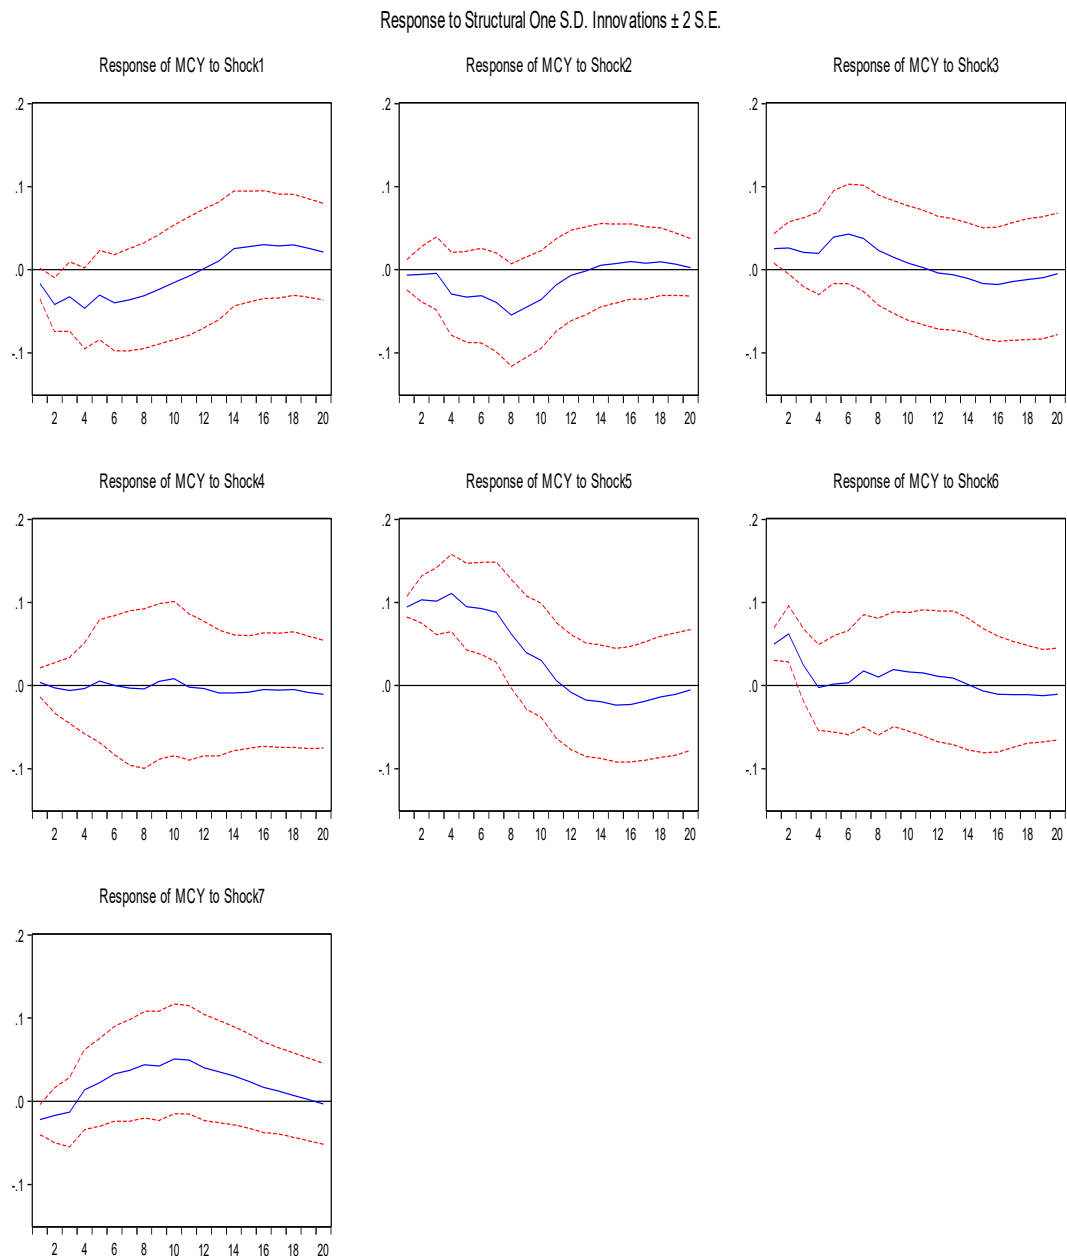 Response to Structural One S.D. Innovations ± 2 S.E.
Response of MCY to Shock1
Response of MCY to Shock2
Response of MCY to Shock3
.2
.1
.0
-.1
2 4 6 8 10 12 14 16 18 20
.2
.1
.0
-.1
2 4 6 8 10 12 14 16 18 20
.2
.1
.0
-.1
2 4 6 8 10 12 14 16 18 20
Response of MCY to Shock4
Response of MCY to Shock5
Response of MCY to Shock6
.2
.1
.0
-.1
2 4 6 8 10 12 14 16 18 20
.2
.1
.0
-.1
2 4 6 8 10 12 14 16 18 20
.2
.1
.0
-.1
2 4 6 8 10 12 14 16 18 20
Response of MCY to Shock7
.2
.1
.0
-.1
2 4 6 8 10 12 14 16 18 20